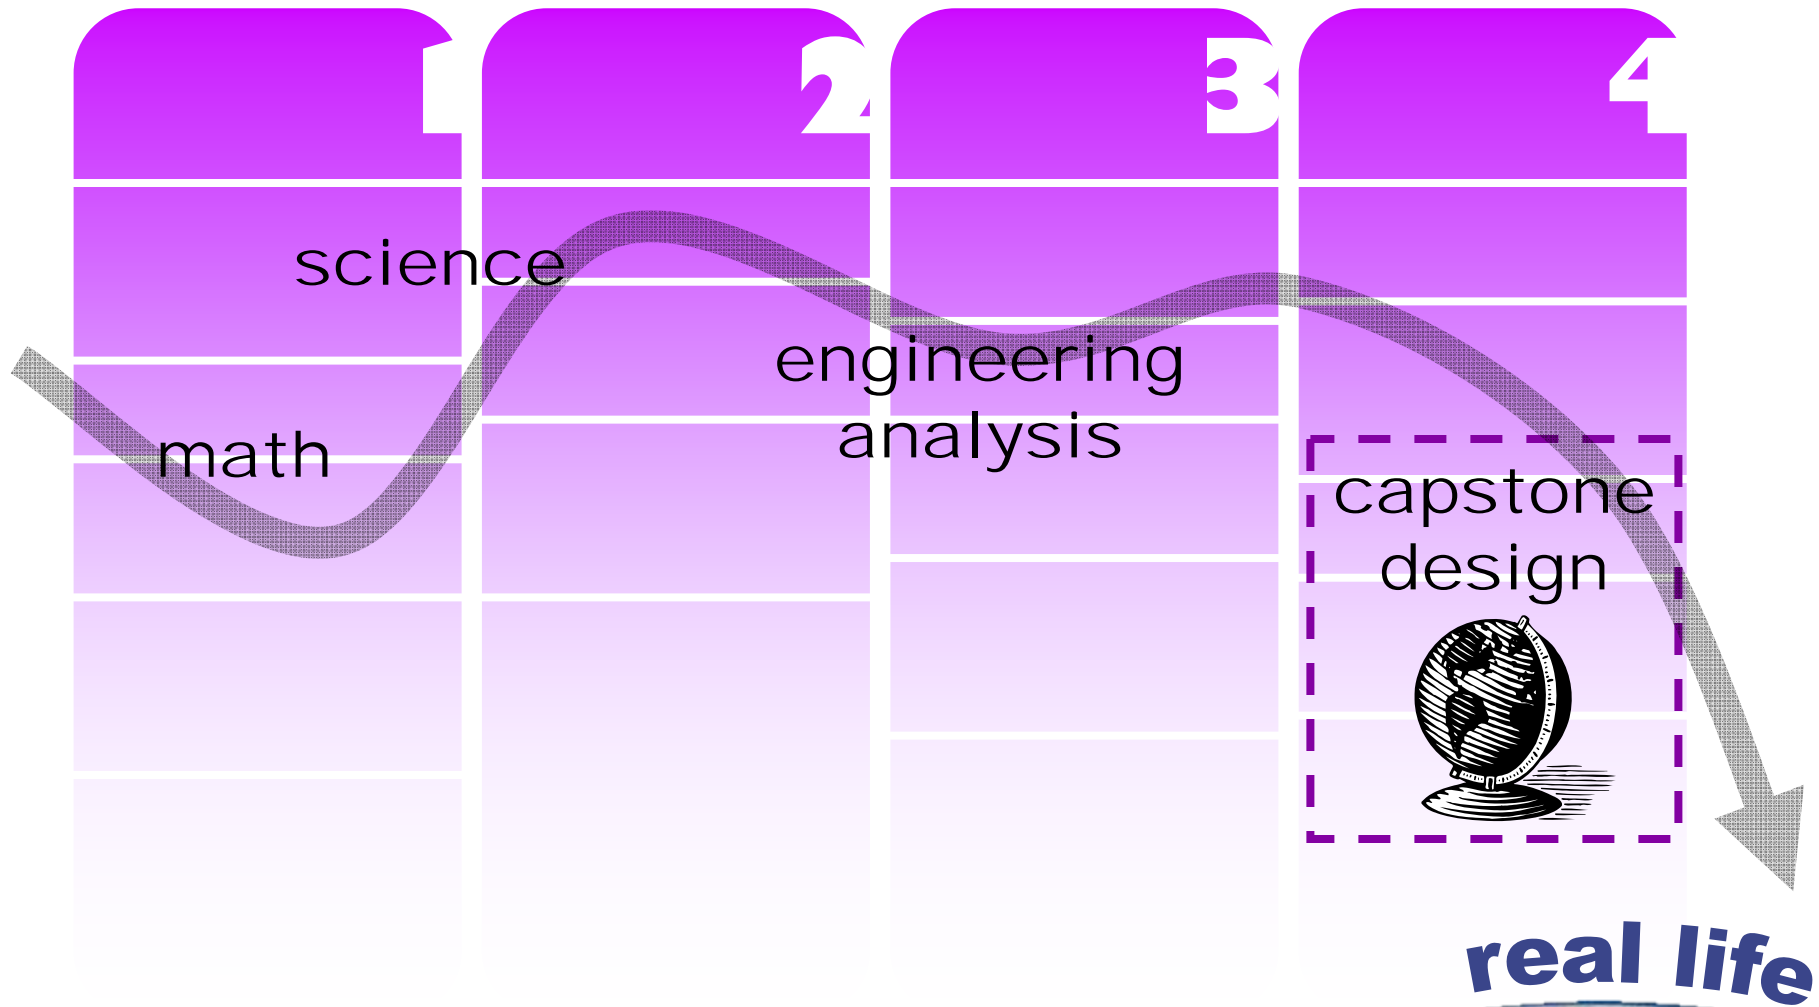 1
2
3
4
science
math
engineering
analysis
capstone
design
real life